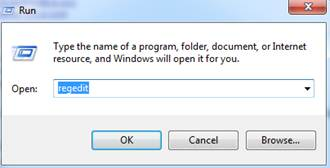 Run
Type the name of a program, folder, document, or Internet
resource, and Windows will open it for you.
Open: regedit
OK Cancel Browse...